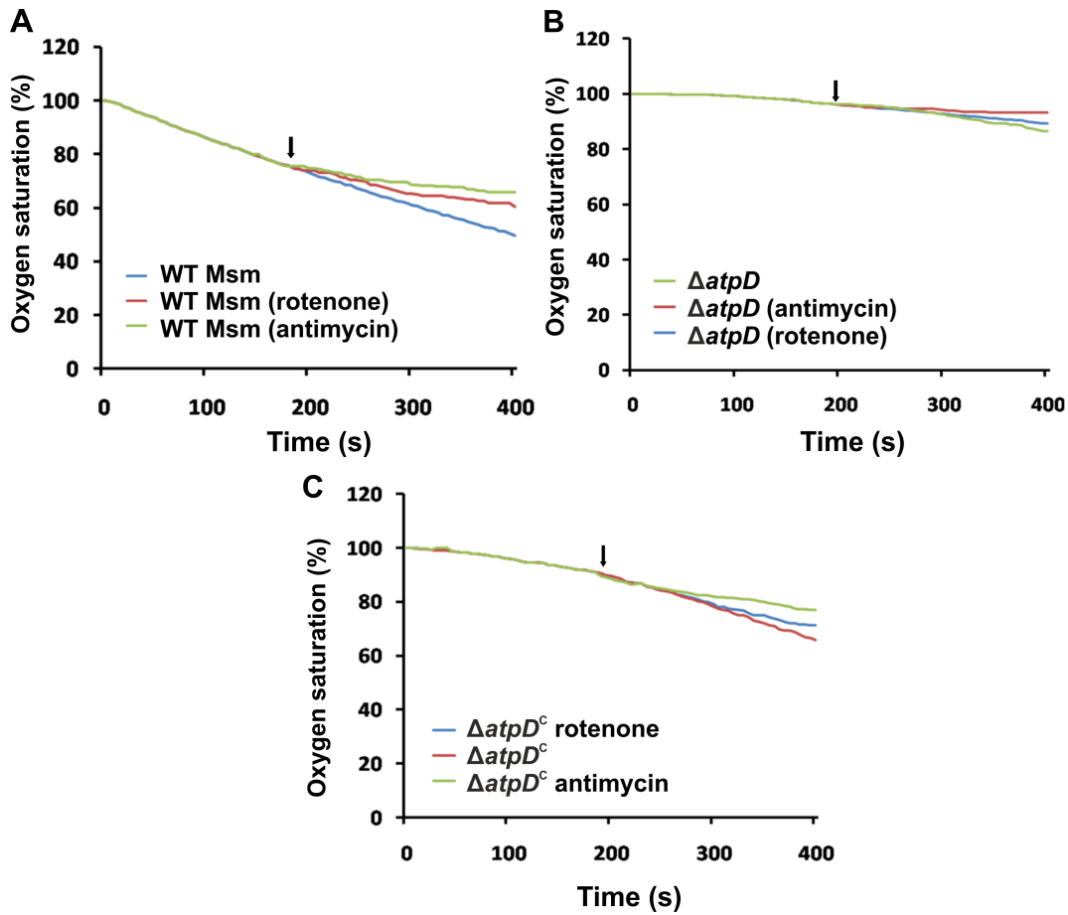 A
Oxygen saturation (%)
120
100
80
60
40
20
0
WT Msm
WT Msm (rotenone)
WT Msm (antimycin)
0 100 200 300 400
Time (s)
B
Oxygen saturation (%)
120
100
80
60
40
20
0
ΔatpD
ΔatpD (antimycin)
ΔatpD (rotenone)
0 100 200 300 400
Time (s)
C
Oxygen saturation (%)
120
100
80
60
40
20
0
ΔatpDᶜ rotenone
ΔatpDᶜ
ΔatpDᶜ antimycin
0 100 200 300 400
Time (s)